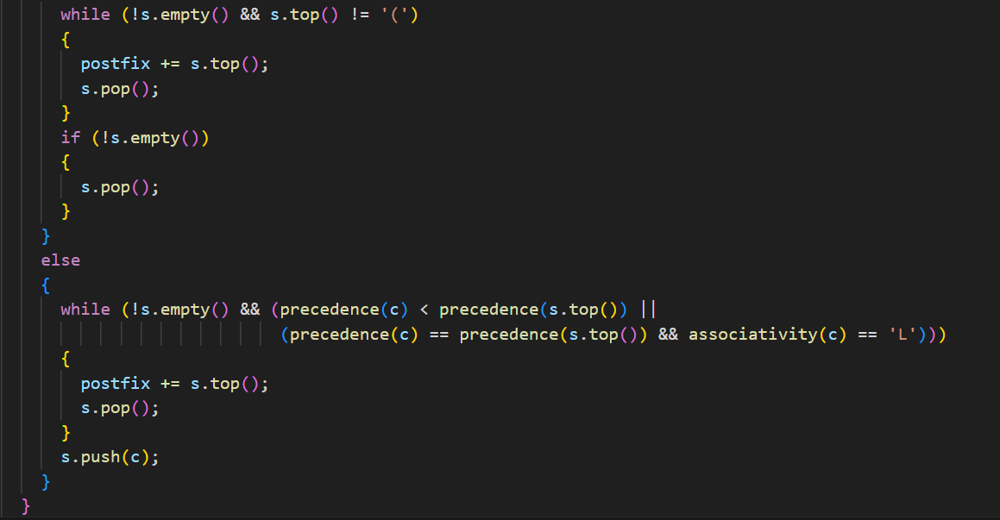 while (!s.empty() && s.top() != '(')
{
postfix += s.top();
s.pop();
}
if (!s.empty())
{
s.pop();
}
}
else
{
while (!s.empty() && (precedence(c) < precedence(s.top()) ||
(precedence(c) == precedence(s.top()) && associativity(c) == 'L')))
{
postfix += s.top();
s.pop();
}
s.push(c);
}
}